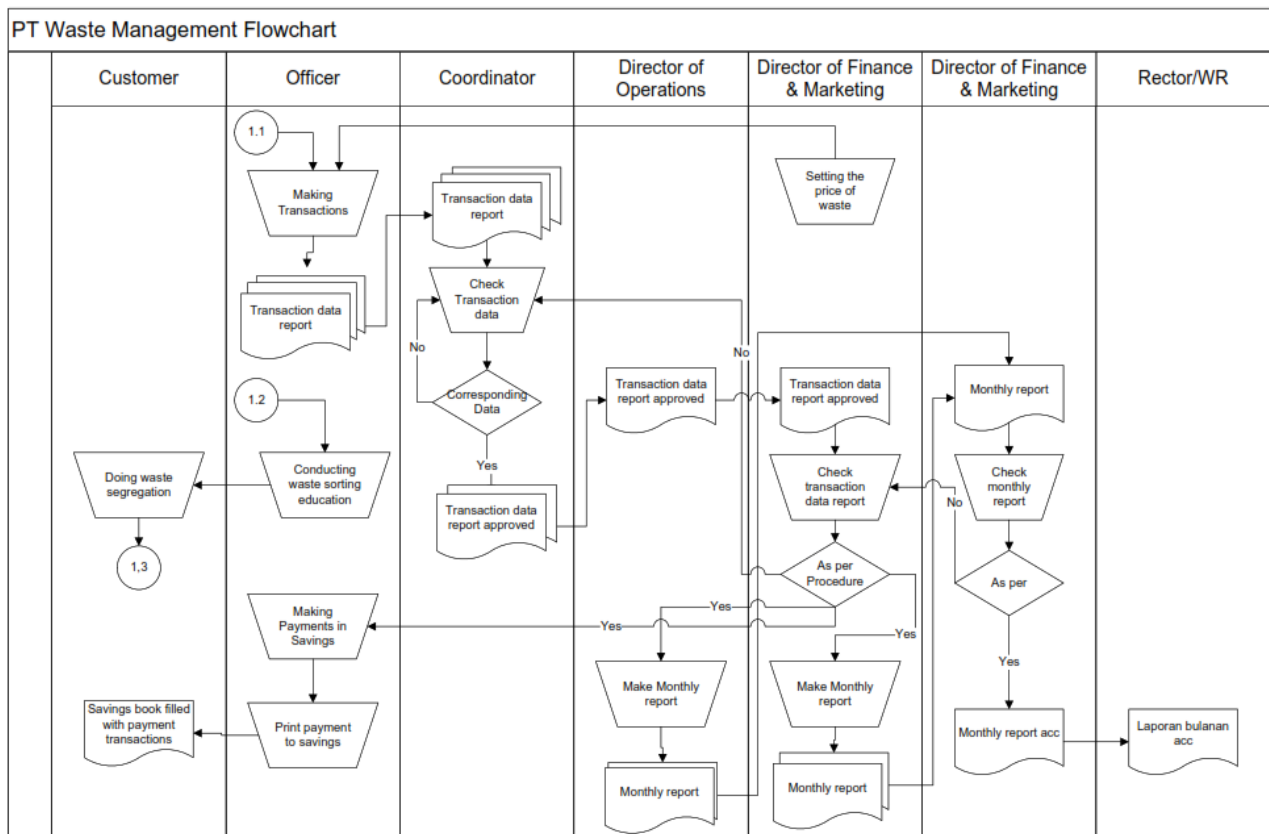 PT Waste Management Flowchart
Customer
Officer
Coordinator
Director of
Operations
Director of Finance
& Marketing
Director of Finance
& Marketing
Rector/WR
1.1
Making
Transactions
Transaction data
report
Transaction data
report
Check
Transaction
data
No
Corresponding
Data
Yes
Transaction data
report approved
Setting the
price of
waste
1.2
Conducting
waste sorting
education
Doing waste
segregation
1,3
Transaction data
report approved
Transaction data
report approved
Check
transaction
data report
No
As per
Procedure
Yes
Yes
Yes
Making
Payments in
Savings
Print payment
to savings
Savings book filled
with payment
transactions
Make Monthly
report
Monthly report
Make Monthly
report
Monthly report
Monthly report
Check
monthly
report
No
As per
Yes
Monthly report acc
Laporan bulanan
acc